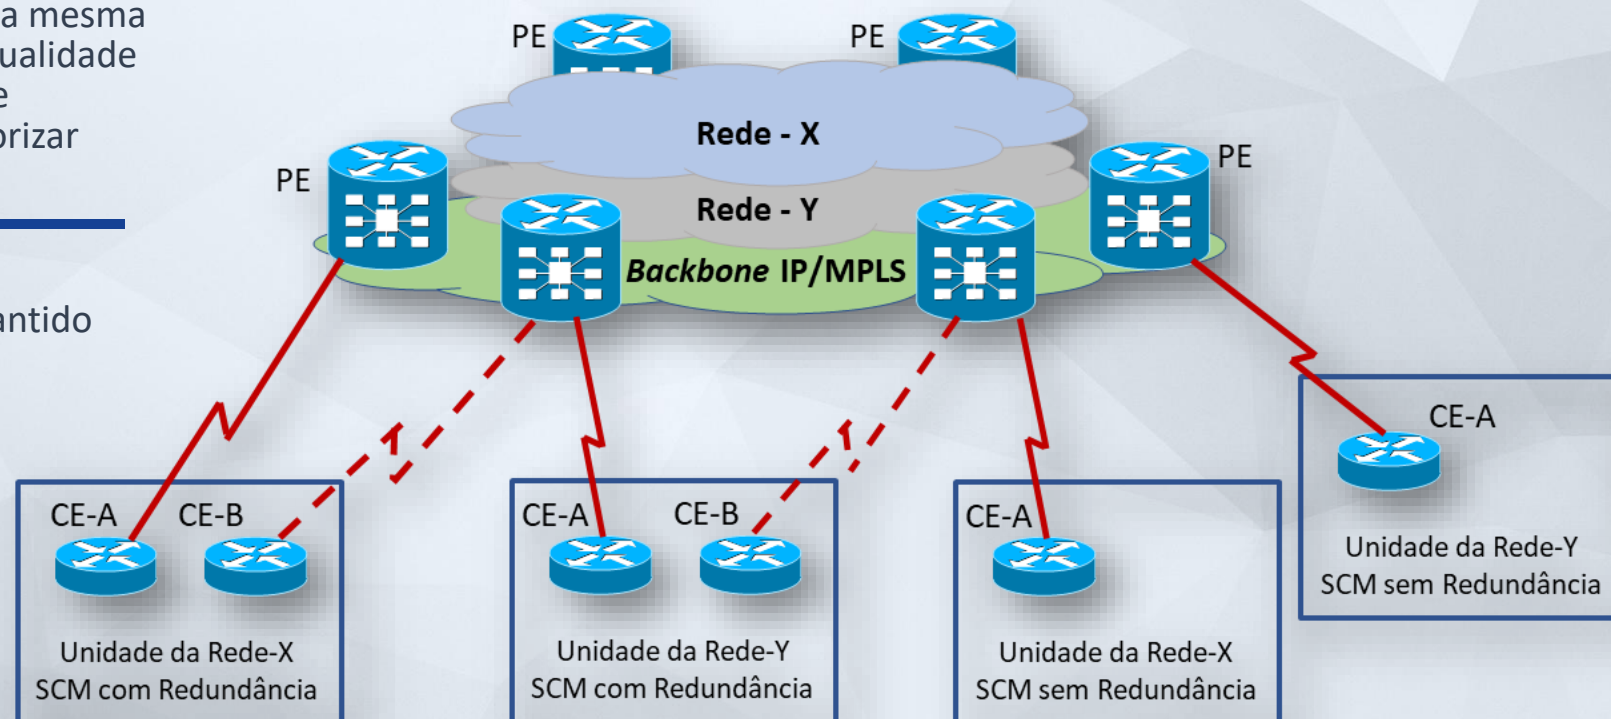 a mesma
ualidade
e
orizar
antido
PE
PE
PE
PE
Rede - X
Rede - Y
Backbone IP/MPLS
CE-A
CE-B
Unidade da Rede-X
SCM com Redundância
CE-A
CE-B
Unidade da Rede-Y
SCM com Redundância
CE-A
Unidade da Rede-X
SCM sem Redundância
CE-A
Unidade da Rede-Y
SCM sem Redundância